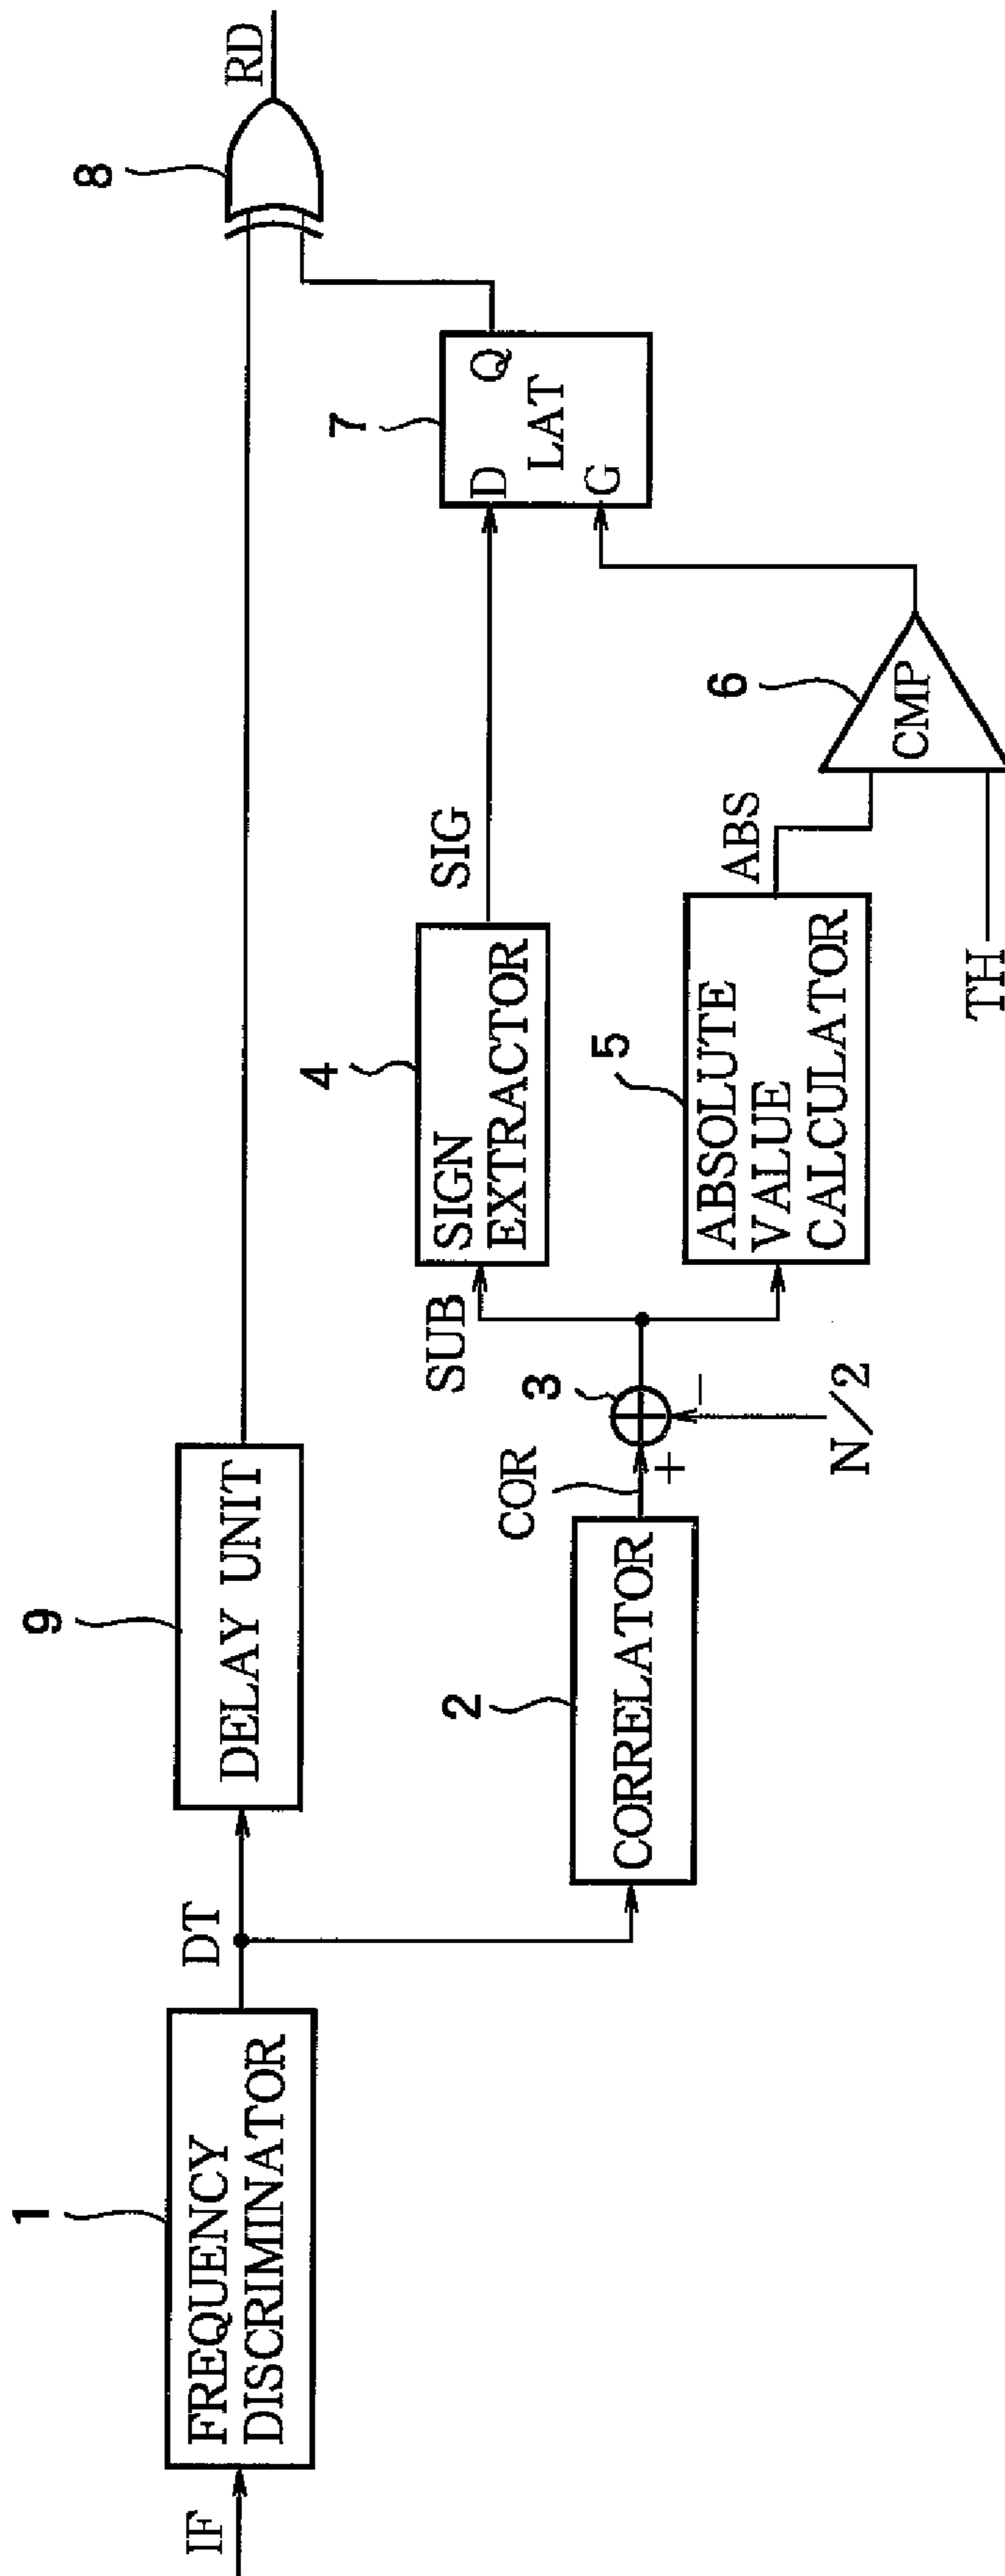 IF
1
FREQUENCY
DISCRIMINATOR
DT
9
DELAY UNIT
2
CORRELATOR
COR
+
3
-
N/2
SUB
4
SIGN
EXTRACTOR
SIG
5
ABSOLUTE
VALUE
CALCULATOR
ABS
TH
6
CMP
7
D
Q
LAT
G
8
RD